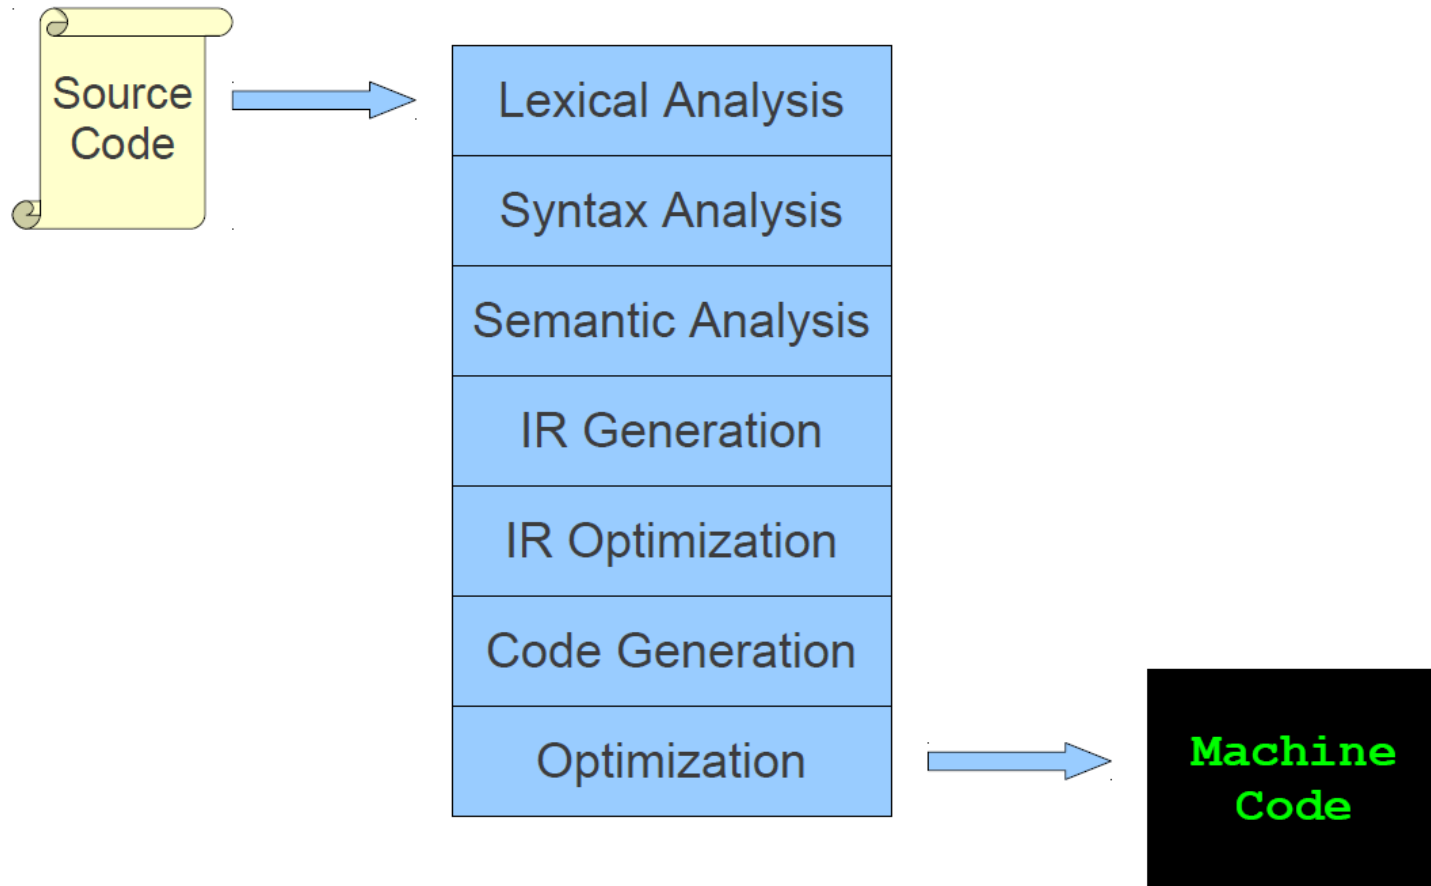 Source
Code
Lexical Analysis
Syntax Analysis
Semantic Analysis
IR Generation
IR Optimization
Code Generation
Optimization
Machine
Code